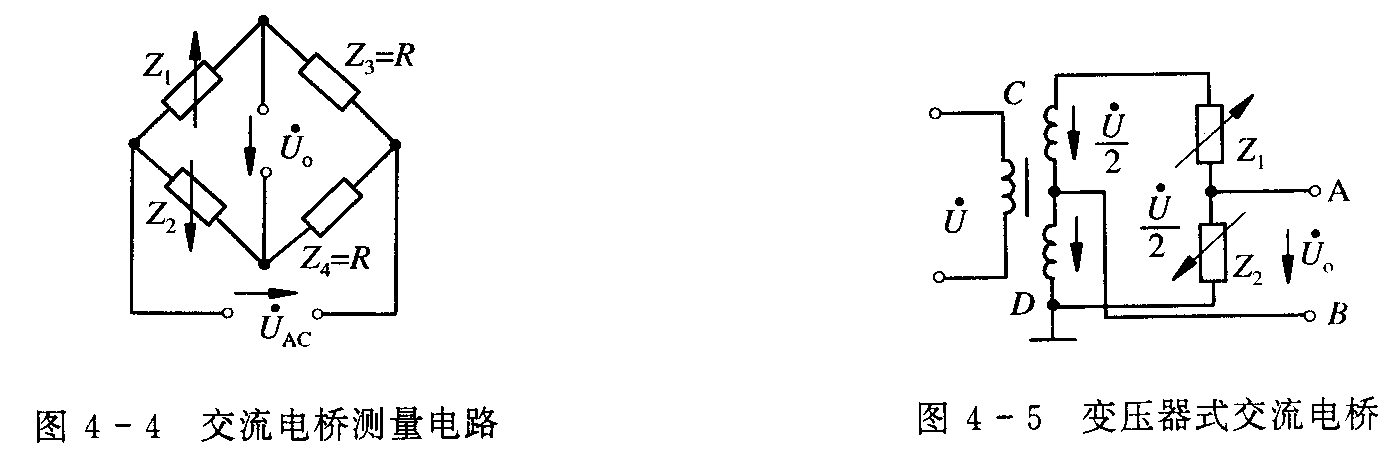 Z₁
Z₃=R
U̇ₒ
Z₂
Z₄=R
U̇AC
图 4-4 交流电桥测量电路
C
U̇/2
Z₁
U̇
U̇/2
A
Z₂
U̇ₒ
D
B
图 4-5 变压器式交流电桥